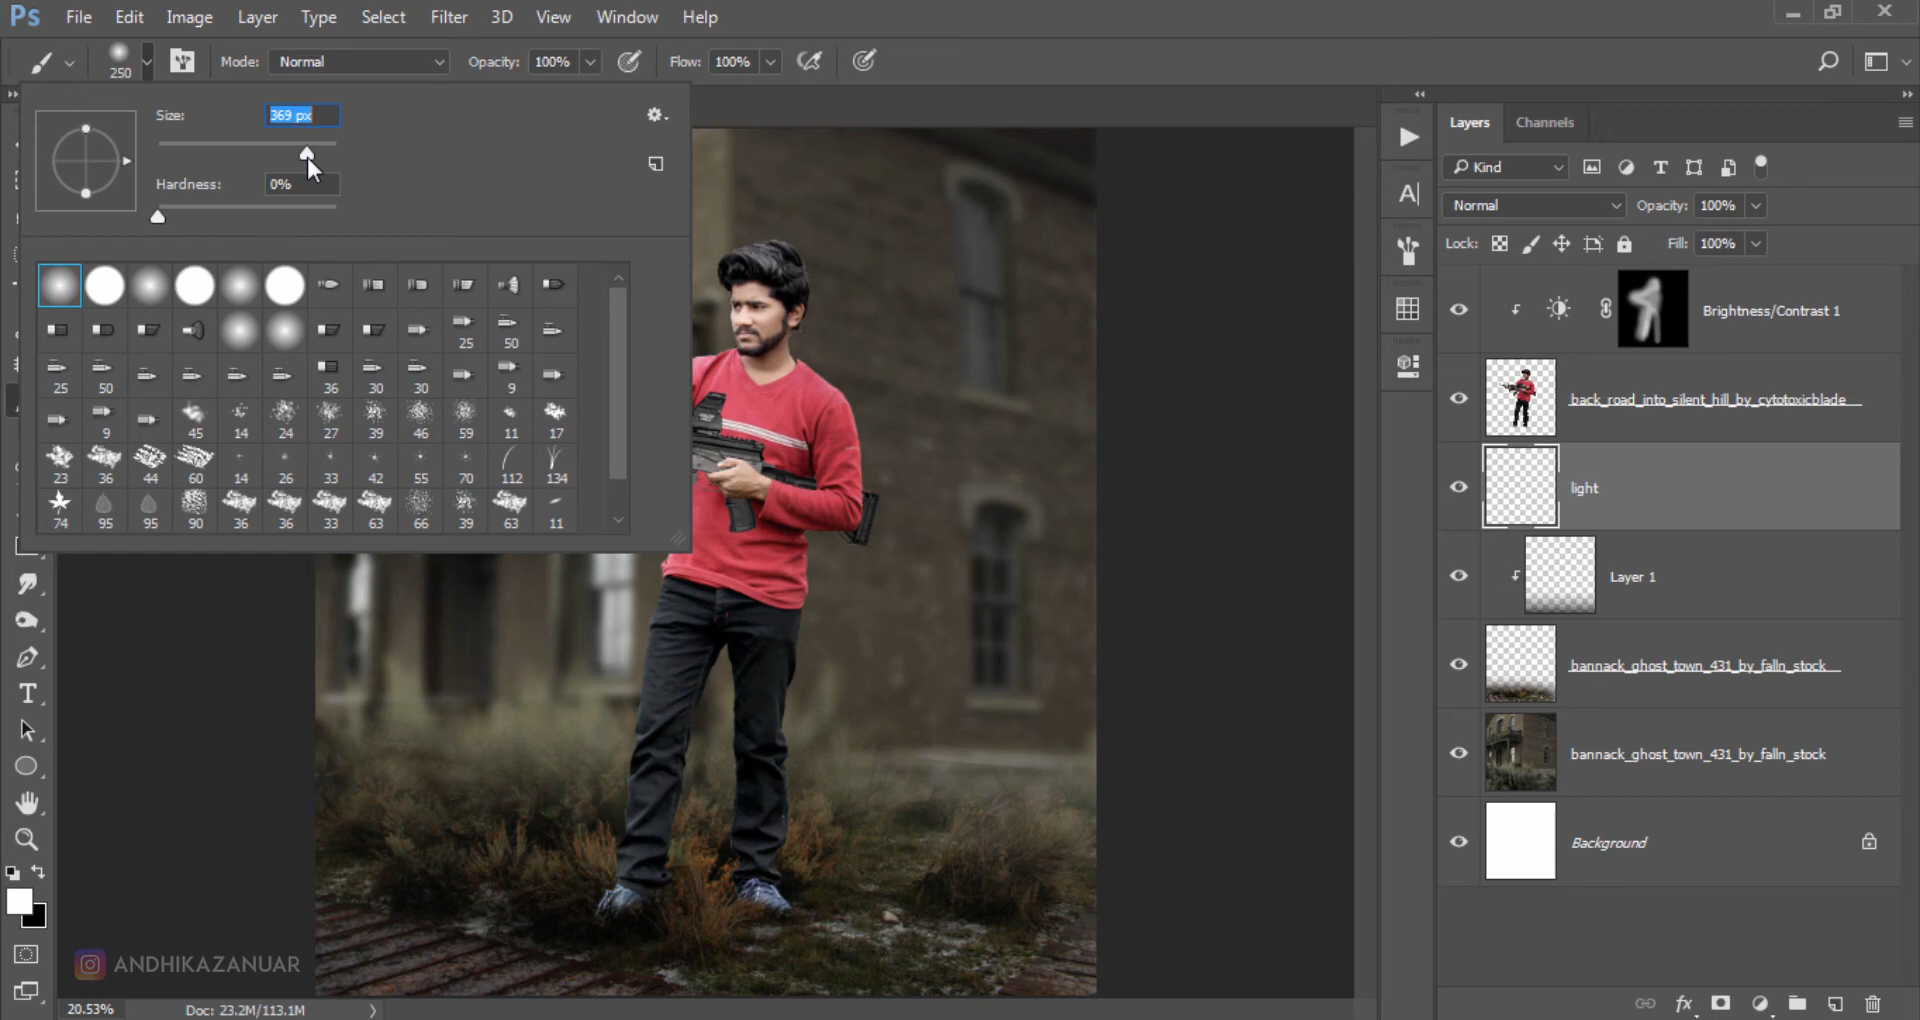 Ps File Edit Image Layer Type Select Filter 3D View Window Help
250 Mode: Normal Opacity: 100% Flow: 100%
Size: 369 px
Hardness: 0%
25 50
25 50 36 30 30 9
9 45 14 24 27 39 46 59 11 17
23 36 44 60 14 26 33 42 55 70 112 134
74 95 95 90 36 36 33 63 66 39 63 11
Layers Channels
Kind
Normal Opacity: 100%
Lock: Fill: 100%
Brightness/Contrast 1
back_road_into_silent_hill_by_cytotoxicblade
light
Layer 1
bannack_ghost_town_431_by_falln_stock
bannack_ghost_town_431_by_falln_stock
Background
ANDHIKAZANUAR
20.53% Doc: 23.2M/113.1M